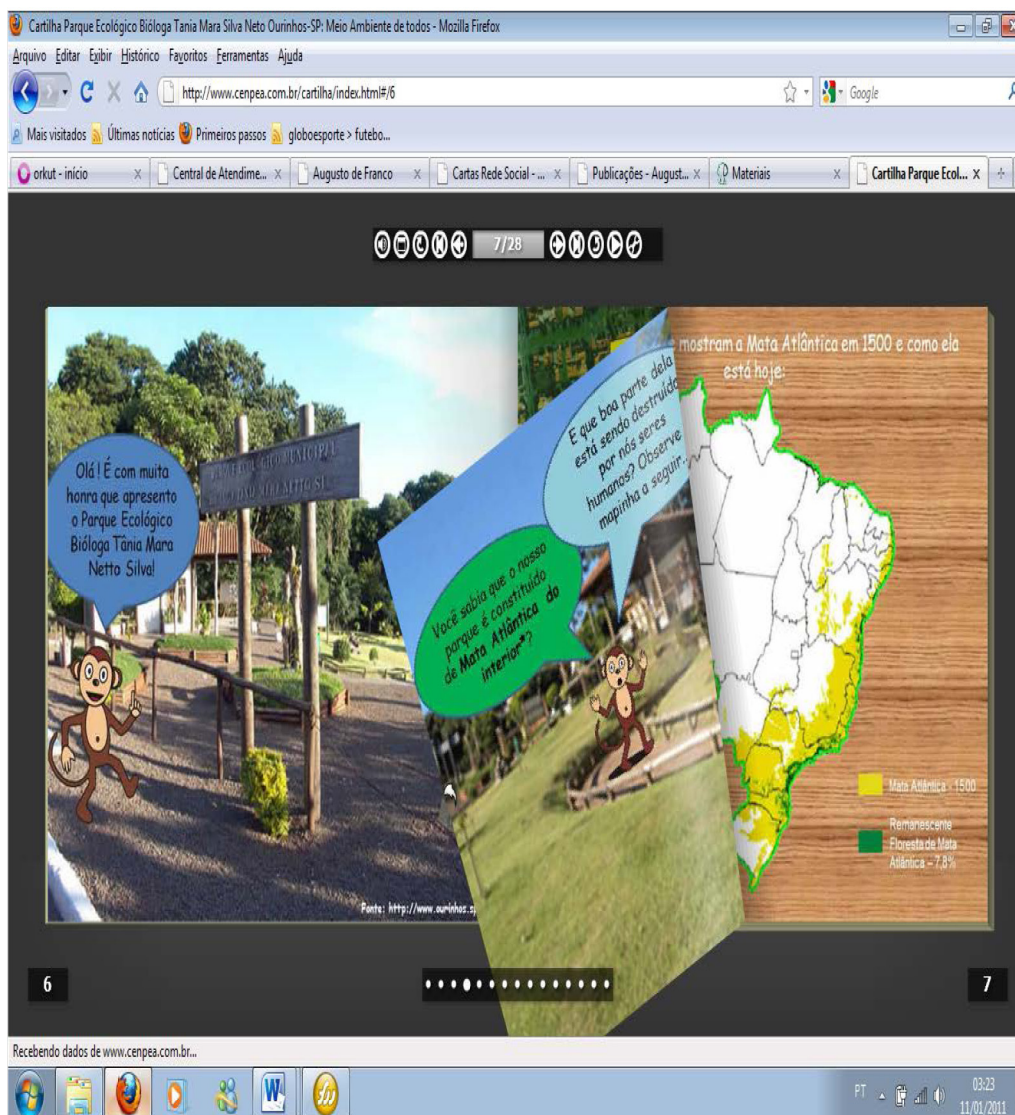 Cartilha Parque Ecológico Bióloga Tania Mara Silva Neto Ourinhos-SP: Meio Ambiente de todos - Mozilla Firefox
Arquivo Editar Exibir Histórico Favoritos Ferramentas Ajuda
http://www.cenpea.com.br/cartilha/index.html#/6
Google
Mais visitados Últimas notícias Primeiros passos globoesporte > futebo...
orkut - início
Central de Atendime...
Augusto de Franco
Cartas Rede Social - ...
Publicações - August...
Materiais
Cartilha Parque Ecol...
7/28
Olá! É com muita
honra que apresento
o Parque Ecológico
Bióloga Tânia Mara
Netto Silva!
Fonte: http://www.ourinhos.sp
Você sabia que o nosso
parque é constituído
de Mata Atlântica do
interior*?
E que boa parte dela
está sendo destruída
por nós seres
humanos? Observe
mapinha a seguir..
mostram a Mata Atlântica em 1500 e como ela
está hoje:
Mata Atlântica - 1500
Remanescente
Floresta de Mata
Atlântica – 7,8%
6
7
Recebendo dados de www.cenpea.com.br...
PT
03:23
11/01/2011